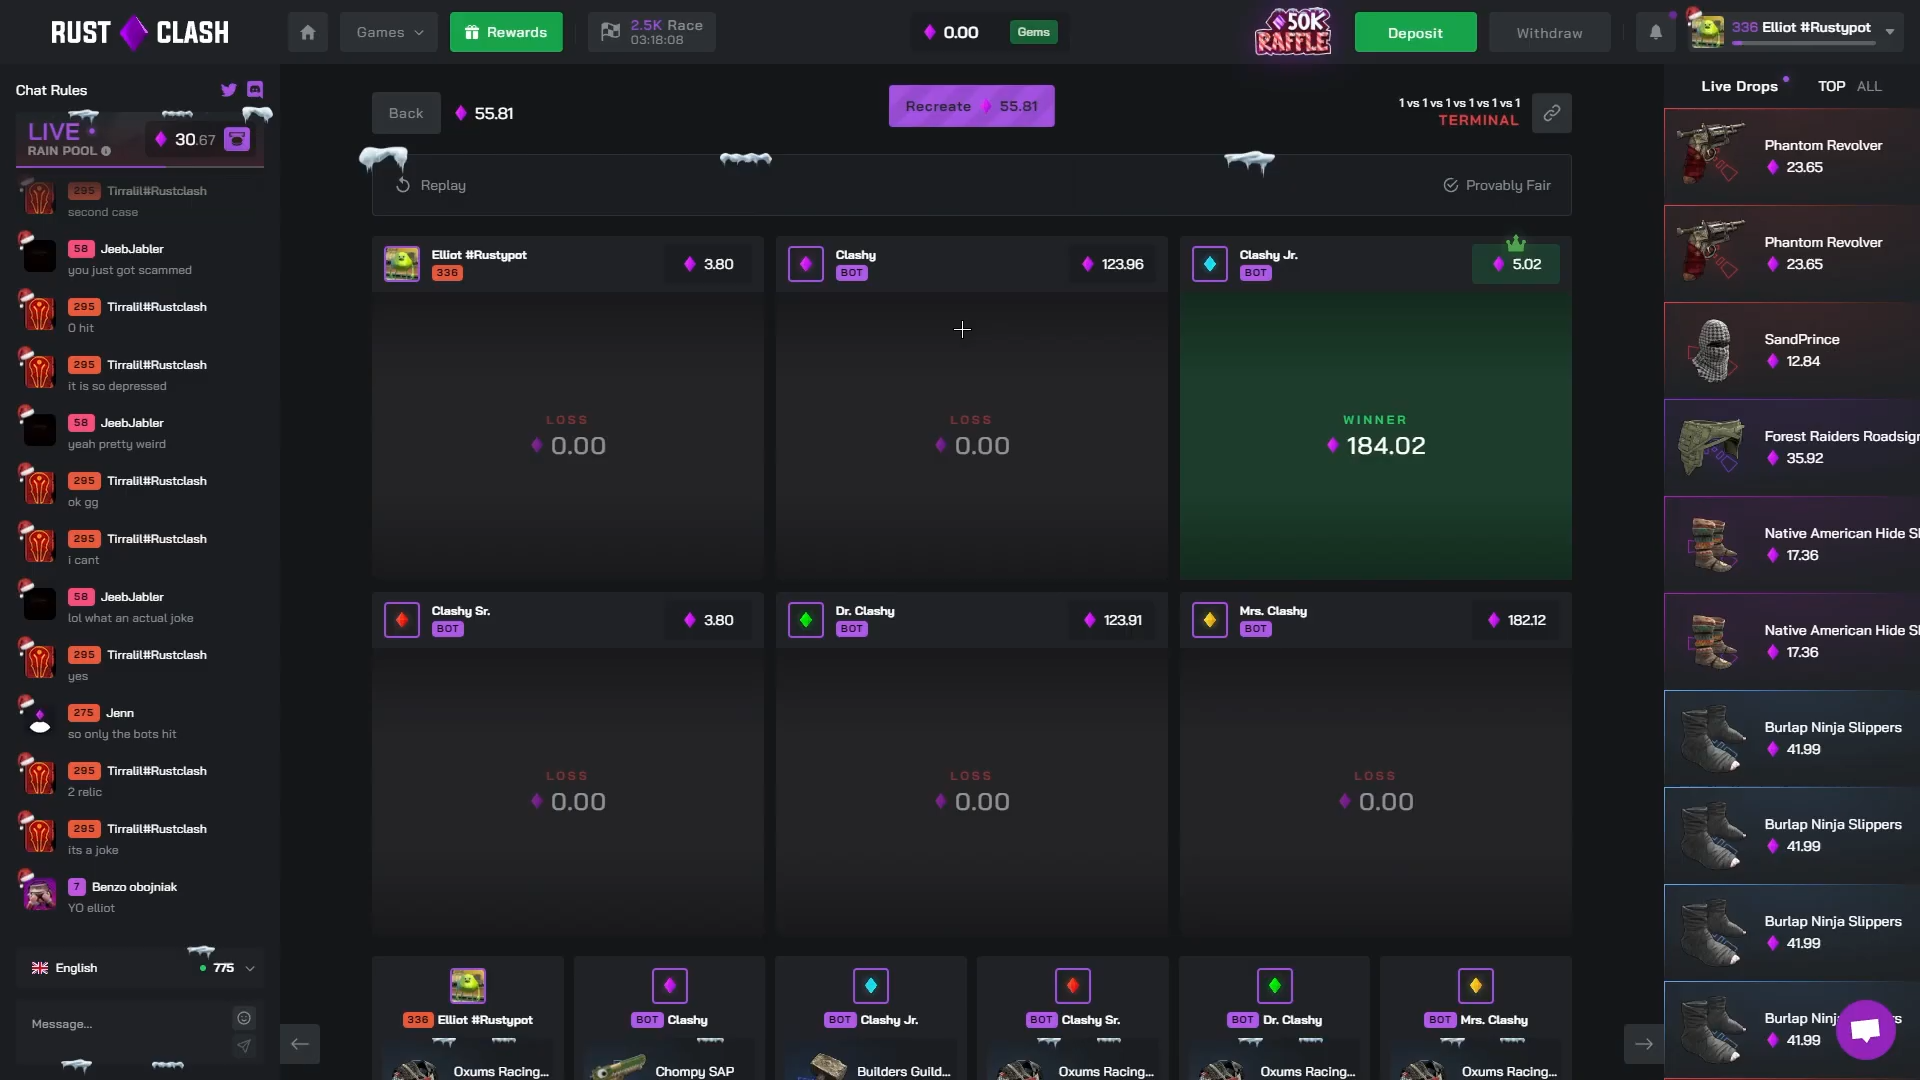 RUST CLASH
Games
Rewards
2.5K Race
03:18:08
0.00
Gems
50K
RAFFLE
Deposit
Withdraw
336 Elliot #Rustypot
Chat Rules
LIVE
RAIN POOL
30.67
295 Tirralil#Rustclash
second case
58 JeebJabler
you just got scammed
295 Tirralil#Rustclash
0 hit
295 Tirralil#Rustclash
it is so depressed
58 JeebJabler
yeah pretty weird
295 Tirralil#Rustclash
ok gg
295 Tirralil#Rustclash
i cant
58 JeebJabler
lol what an actual joke
295 Tirralil#Rustclash
yes
275 Jenn
so only the bots hit
295 Tirralil#Rustclash
2 relic
295 Tirralil#Rustclash
its a joke
7 Benzo obojniak
YO elliot
English
775
Message...
Back
55.81
Recreate 55.81
1 vs 1 vs 1 vs 1 vs 1 vs 1
TERMINAL
Replay
Provably Fair
Elliot #Rustypot
336
3.80
LOSS
0.00
Clashy
BOT
123.96
LOSS
0.00
Clashy Jr.
BOT
5.02
WINNER
184.02
Clashy Sr.
BOT
3.80
LOSS
0.00
Dr. Clashy
BOT
123.91
LOSS
0.00
Mrs. Clashy
BOT
182.12
LOSS
0.00
336 Elliot #Rustypot
Oxums Racing...
BOT Clashy
Chompy SAP
BOT Clashy Jr.
Builders Guild...
BOT Clashy Sr.
Oxums Racing...
BOT Dr. Clashy
Oxums Racing...
BOT Mrs. Clashy
Oxums Racing...
Live Drops
TOP ALL
Phantom Revolver
23.65
Phantom Revolver
23.65
SandPrince
12.84
Forest Raiders Roadsign
35.92
Native American Hide
17.36
Native American Hide
17.36
Burlap Ninja Slippers
41.99
Burlap Ninja Slippers
41.99
Burlap Ninja Slippers
41.99
Burlap
41.99